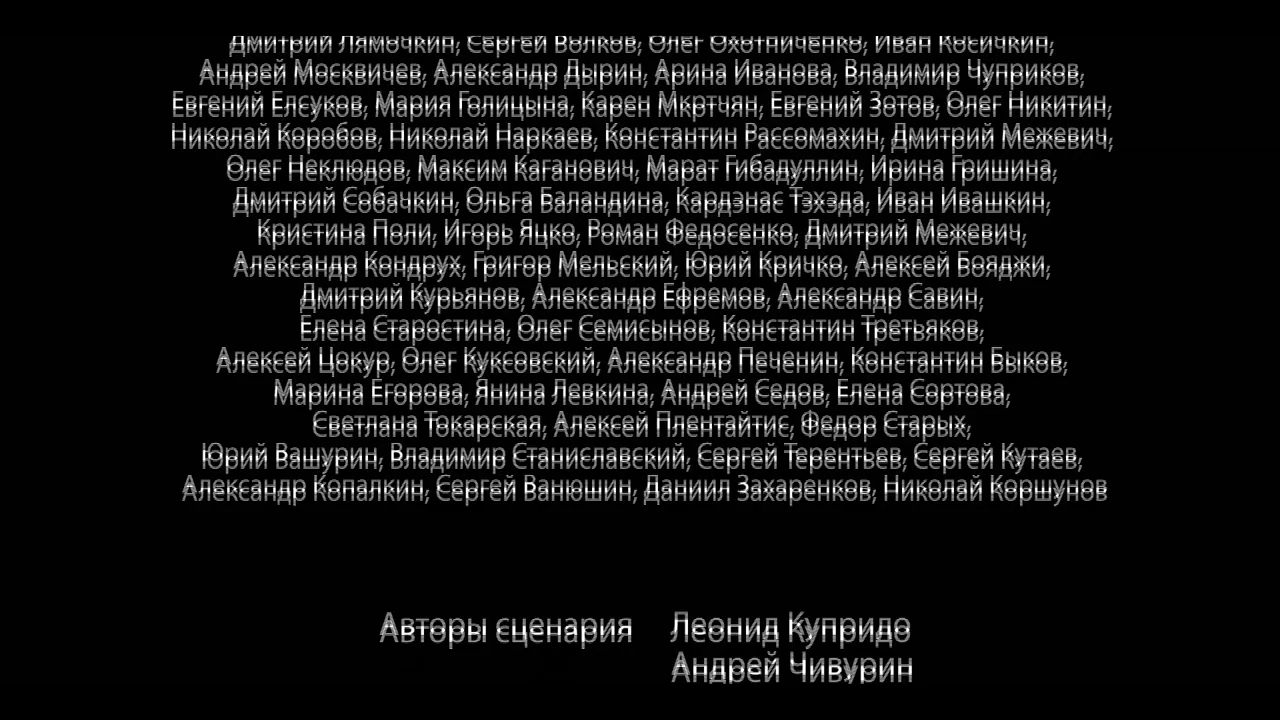 Дмитрий Лямочкин, Сергей Волков, Олег Охотниченко, Иван Косичкин,
Андрей Москвичев, Александр Дырин, Арина Иванова, Владимир Чуприков,
Евгений Елсуков, Мария Голицына, Карен Мкртчян, Евгений Зотов, Олег Никитин,
Николай Коробов, Николай Наркаев, Константин Рассомахин, Дмитрий Межевич,
Олег Неклюдов, Максим Каганович, Марат Гибадуллин, Ирина Гришина,
Дмитрий Собачкин, Ольга Баландина, Кардэнас Тэхэда, Иван Ивашкин,
Кристина Поли, Игорь Яцко, Роман Федосенко, Дмитрий Межевич,
Александр Кондрух, Григор Мельский, Юрий Кричко, Алексей Бояджи,
Дмитрий Курьянов, Александр Ефремов, Александр Савин,
Елена Старостина, Олег Семисынов, Константин Третьяков,
Алексей Цокур, Олег Куксовский, Александр Печенин, Константин Быков,
Марина Егорова, Янина Левкина, Андрей Седов, Елена Сортова,
Светлана Токарская, Алексей Плентайтис, Федор Старых,
Юрий Вашурин, Владимир Станиславский, Сергей Терентьев, Сергей Кутаев,
Александр Копалкин, Сергей Ванюшин, Даниил Захаренков, Николай Коршунов
Авторы сценария Леонид Купридо
Андрей Чивурин